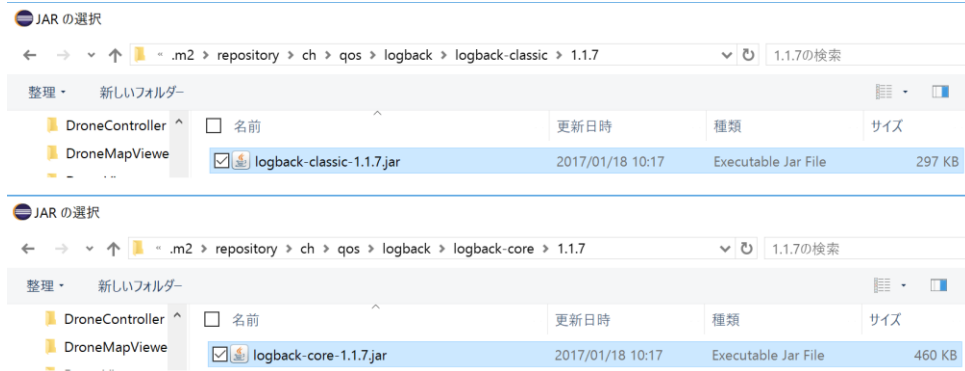 JAR の選択
« .m2 > repository > ch > qos > logback > logback-classic > 1.1.7 1.1.7の検索
整理 新しいフォルダー
DroneController 名前 更新日時 種類 サイズ
DroneMapViewe logback-classic-1.1.7.jar 2017/01/18 10:17 Executable Jar File 297 KB
JAR の選択
« .m2 > repository > ch > qos > logback > logback-core > 1.1.7 1.1.7の検索
整理 新しいフォルダー
DroneController 名前 更新日時 種類 サイズ
DroneMapViewe logback-core-1.1.7.jar 2017/01/18 10:17 Executable Jar File 460 KB